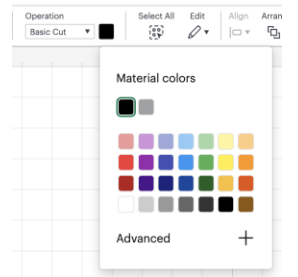 Operation Select All Edit Align Arran
Basic Cut
Material colors
Advanced